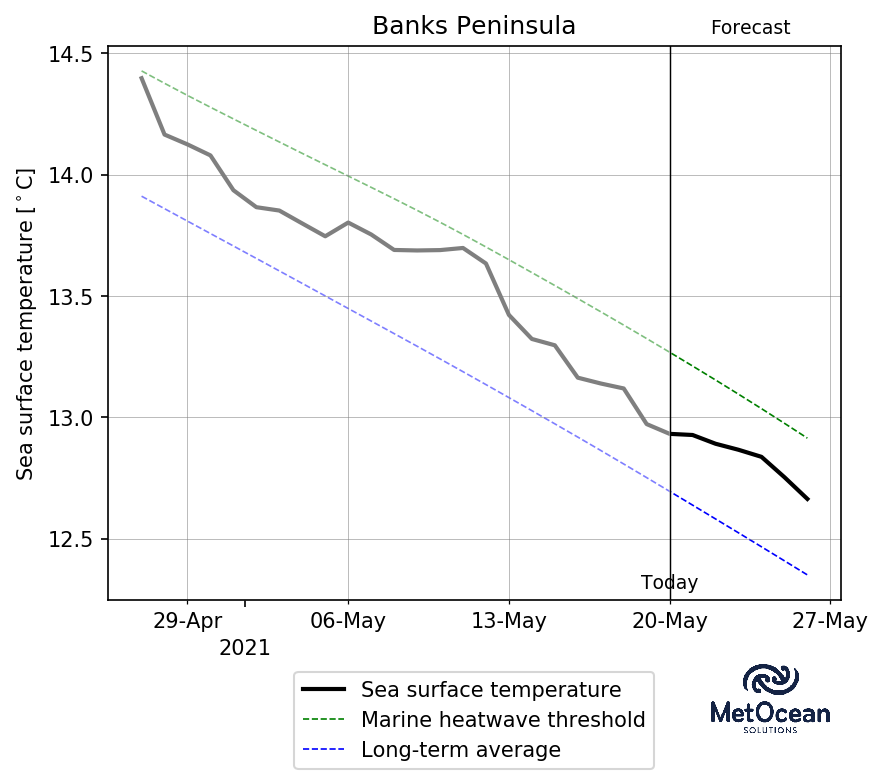 Banks Peninsula
Forecast
14.5
14.0
13.5
13.0
12.5
Sea surface temperature [°C]
Today
29-Apr
06-May
13-May
20-May
27-May
2021
Sea surface temperature
Marine heatwave threshold
Long-term average
MetOcean
SOLUTIONS